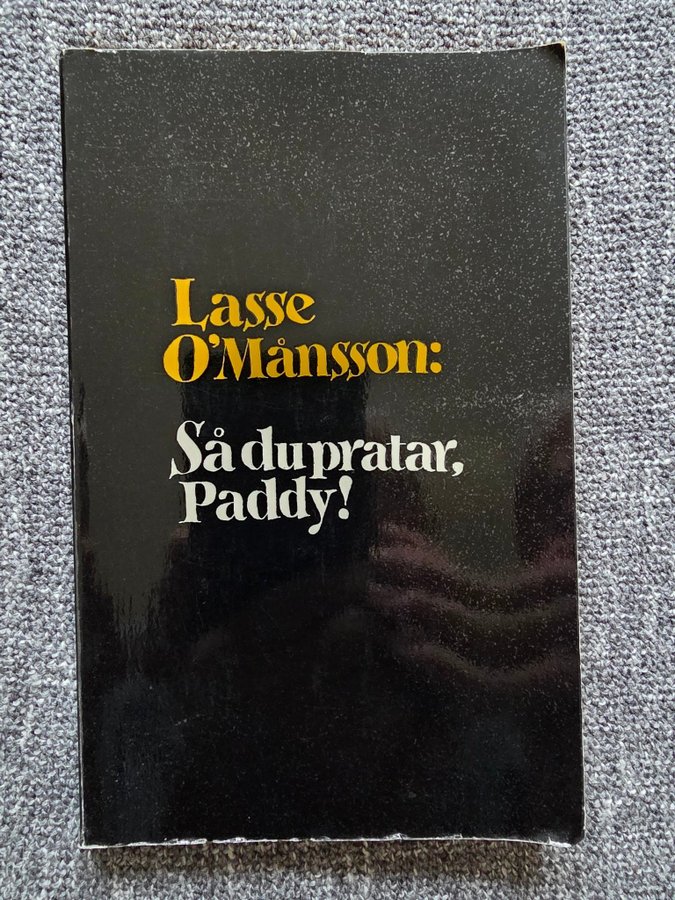 Lasse
O'Månsson:
Så du pratar,
Paddy!